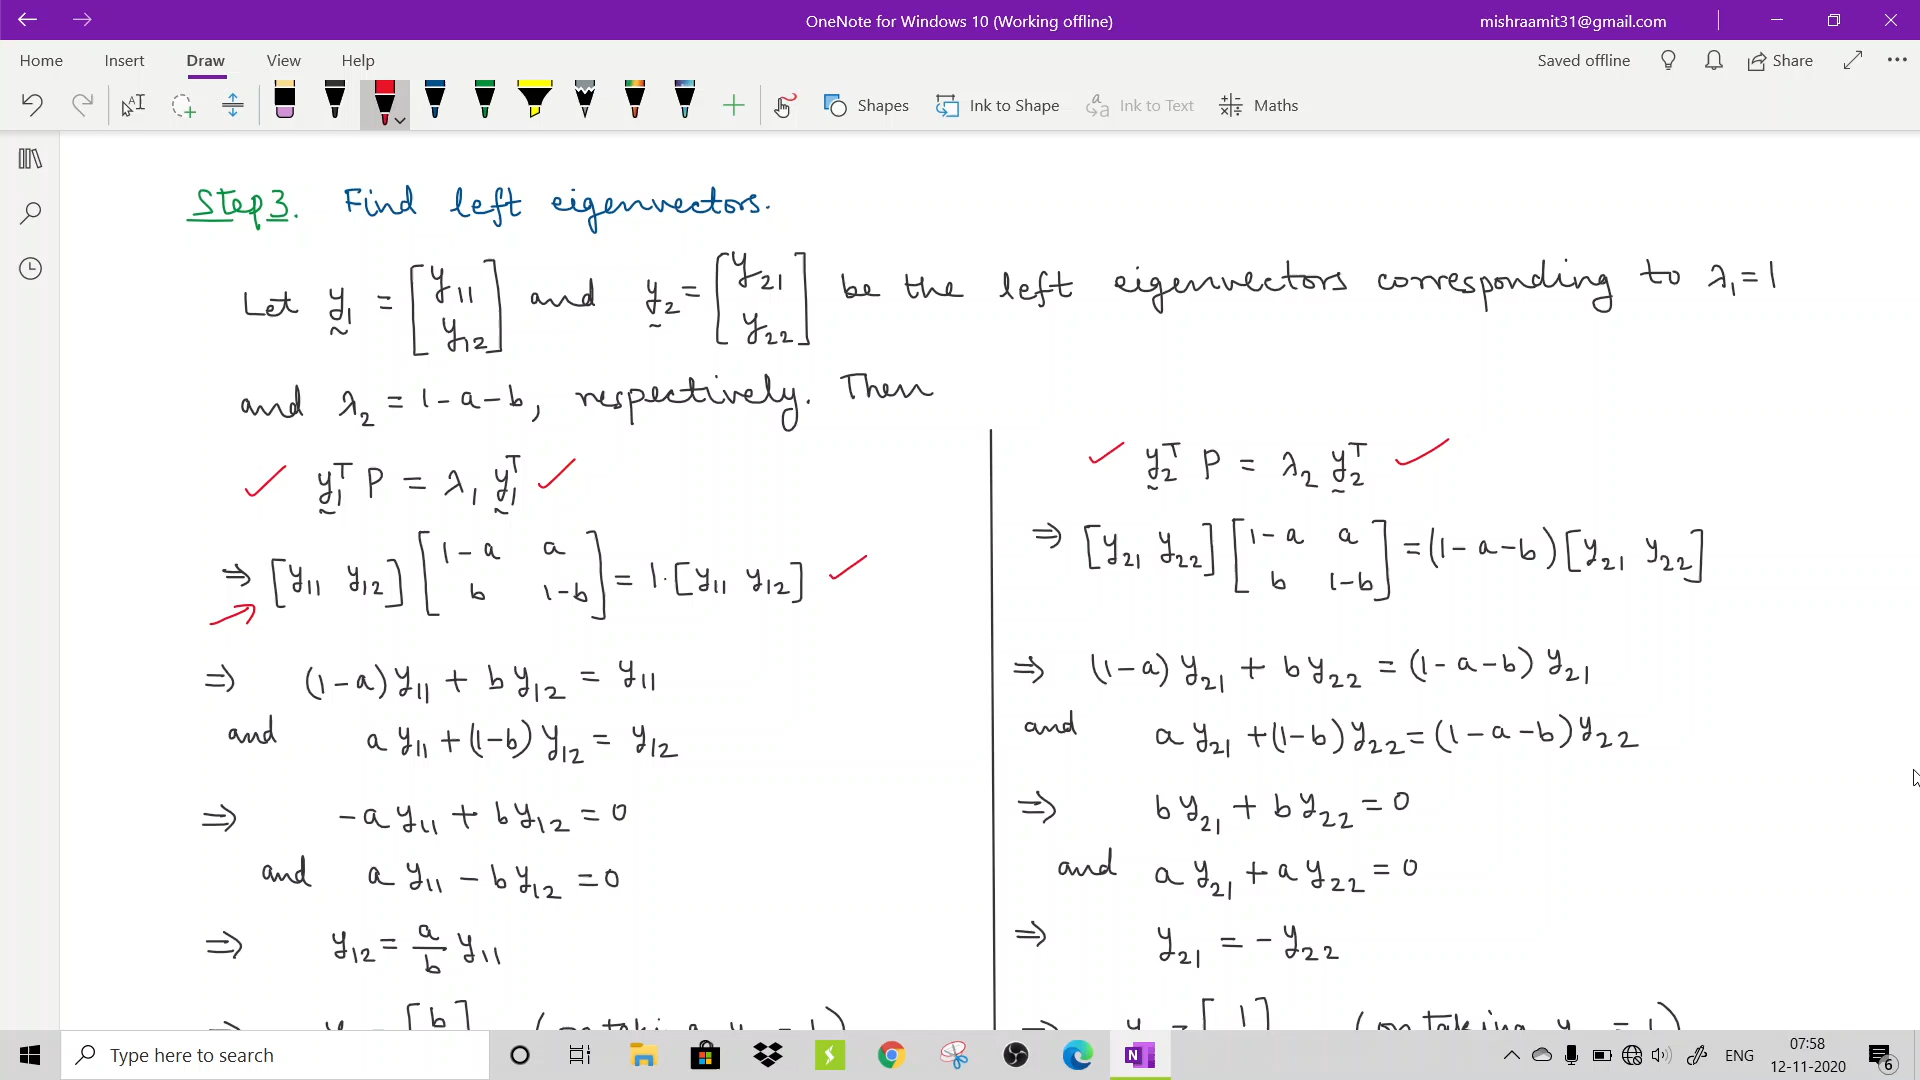 OneNote for Windows 10 (Working offline)
mishraamit31@gmail.com
Home Insert Draw View Help
Saved offline
Share
Shapes
Ink to Shape
Ink to Text
Maths
Step 3. Find left eigenvectors.
Let y₁ = [y₁₁ y₁₂] and y₂ = [y₂₁ y₂₂] be the left eigenvectors corresponding to λ₁ = 1
and λ₂ = 1-a-b, respectively. Then
✓ y₁ᵀ P = λ₁ y₁ᵀ ✓
⇒ [y₁₁ y₁₂] [1-a a; b 1-b] = 1·[y₁₁ y₁₂] ✓
⇒ (1-a) y₁₁ + b y₁₂ = y₁₁
and a y₁₁ + (1-b) y₁₂ = y₁₂
⇒ -a y₁₁ + b y₁₂ = 0
and a y₁₁ - b y₁₂ = 0
⇒ y₁₂ = a/b y₁₁
✓ y₂ᵀ P = λ₂ y₂ᵀ ✓
⇒ [y₂₁ y₂₂] [1-a a; b 1-b] = (1-a-b) [y₂₁ y₂₂]
⇒ (1-a) y₂₁ + b y₂₂ = (1-a-b) y₂₁
and a y₂₁ + (1-b) y₂₂ = (1-a-b) y₂₂
⇒ b y₂₁ + b y₂₂ = 0
and a y₂₁ + a y₂₂ = 0
⇒ y₂₁ = - y₂₂
Type here to search
ENG
07:58
12-11-2020
6